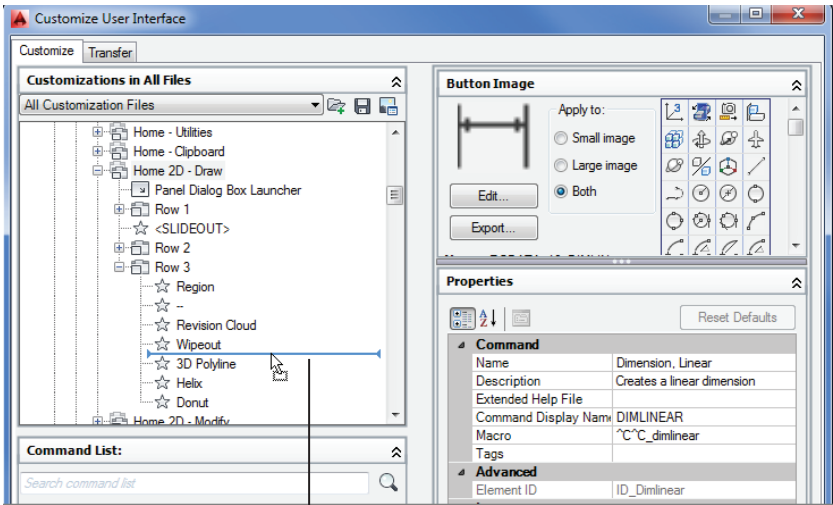 Customize User Interface
Customize Transfer
Customizations in All Files
All Customization Files
Home - Utilities
Home - Clipboard
Home 2D - Draw
Panel Dialog Box Launcher
Row 1
<SLIDEOUT>
Row 2
Row 3
Region
--
Revision Cloud
Wipeout
3D Polyline
Helix
Donut
Home 2D - Modify
Command List:
Search command list
Button Image
Apply to:
Small image
Large image
Both
Edit...
Export...
Properties
Reset Defaults
Command
Name Dimension, Linear
Description Creates a linear dimension
Extended Help File
Command Display Name DIMLINEAR
Macro ^C^C_dimlinear
Tags
Advanced
Element ID ID_Dimlinear